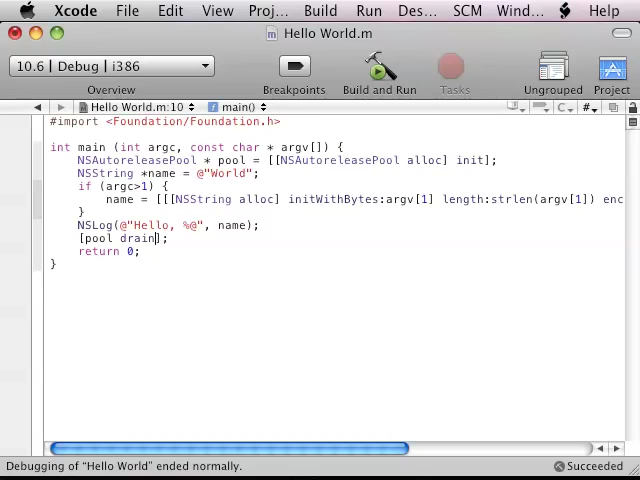 Xcode File Edit View Proj... Build Run Des... SCM Wind... Help
Hello World.m
10.6 | Debug | i386
Overview Breakpoints Build and Run Tasks Ungrouped Project
Hello World.m:10 f main() C #
#import <Foundation/Foundation.h>
int main (int argc, const char * argv[]) {
NSAutoreleasePool * pool = [[NSAutoreleasePool alloc] init];
NSString *name = @"World";
if (argc>1) {
name = [[[NSString alloc] initWithBytes:argv[1] length:strlen(argv[1]) enc
}
NSLog(@"Hello, %@", name);
[pool drain];
return 0;
}
Debugging of "Hello World" ended normally. Succeeded